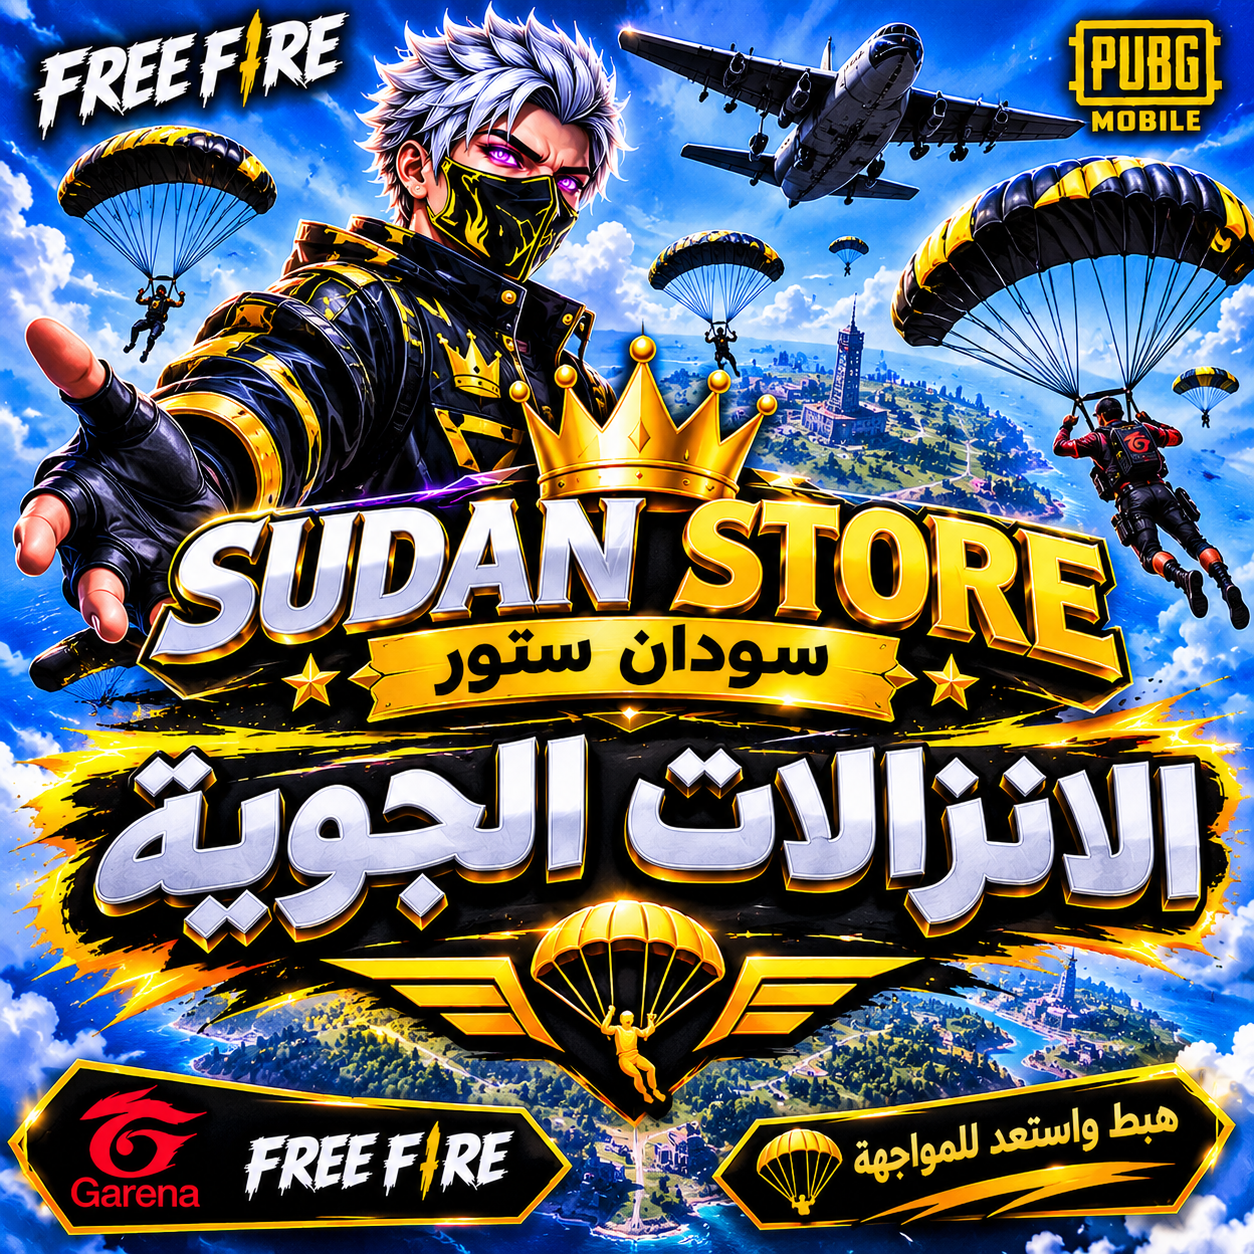 FREE FIRE
PUBG
MOBILE
SUDAN STORE
سودان ستور
الانزالات الجوية
Garena
FREE FIRE
هبط واستعد للمواجهة